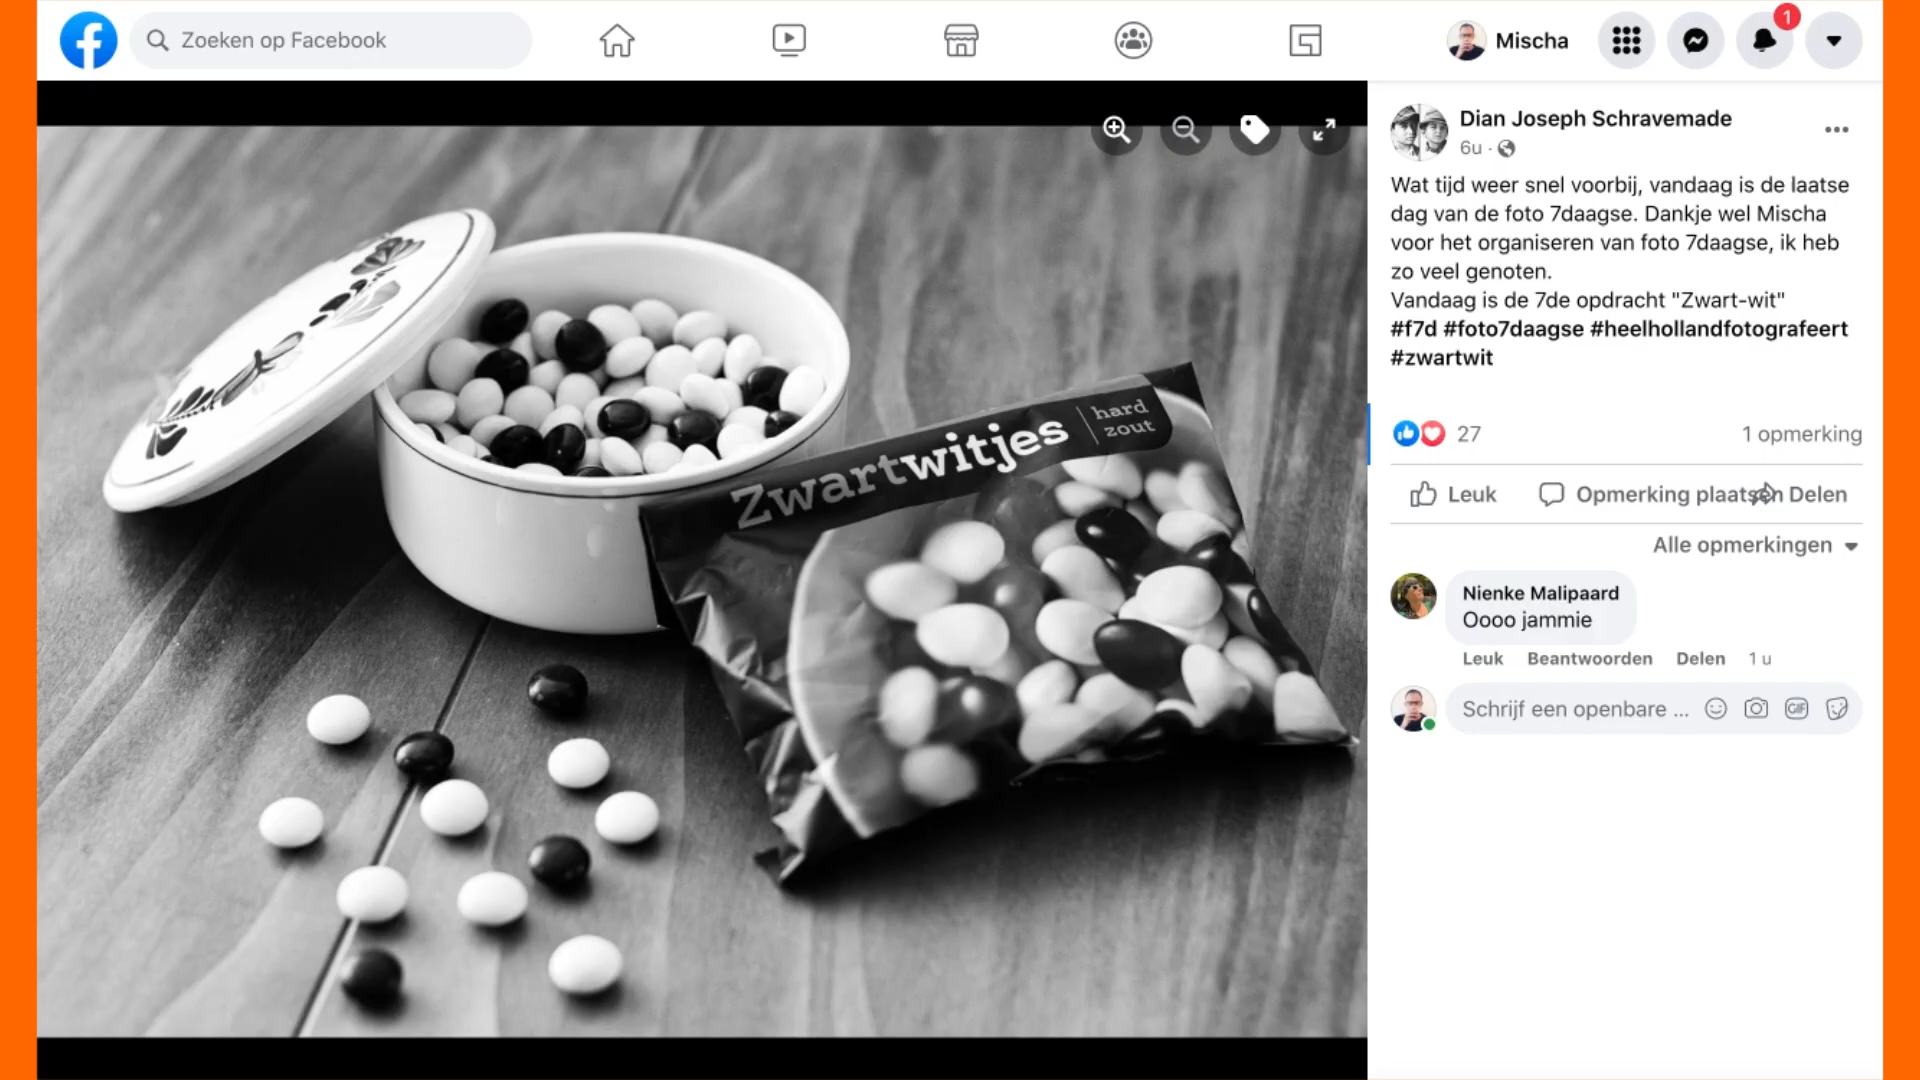 Zoeken op Facebook
Mischa
1
Zwartwitjes
hard
zout
Dian Joseph Schravemade
6u ·
Wat tijd weer snel voorbij, vandaag is de laatse
dag van de foto 7daagse. Dankje wel Mischa
voor het organiseren van foto 7daagse, ik heb
zo veel genoten.
Vandaag is de 7de opdracht "Zwart-wit"
#f7d #foto7daagse #heelhollandfotografeert
#zwartwit
27
1 opmerking
Leuk
Opmerking plaatsen
Delen
Alle opmerkingen
Nienke Malipaard
Oooo jammie
Leuk Beantwoorden Delen 1 u
Schrijf een openbare ...
GIF